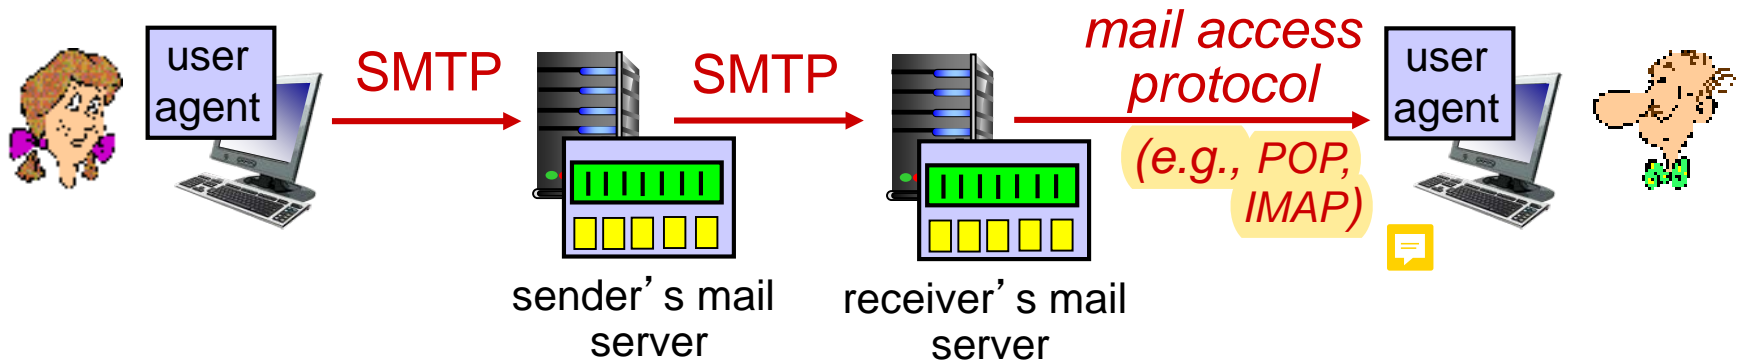 user
agent
SMTP
SMTP
mail access
protocol
(e.g., POP,
IMAP)
user
agent
sender’s mail
server
receiver’s mail
server